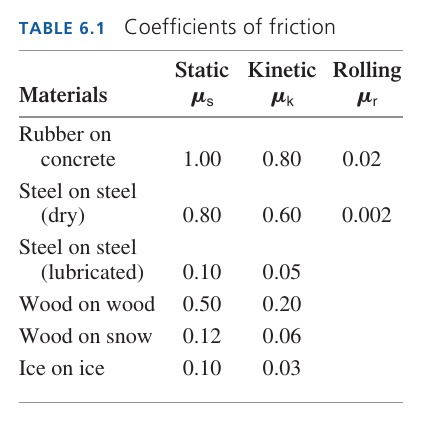 TABLE 6.1 Coefficients of friction
Static Kinetic Rolling
Materials μs μk μr
Rubber on
concrete 1.00 0.80 0.02
Steel on steel
(dry) 0.80 0.60 0.002
Steel on steel
(lubricated) 0.10 0.05
Wood on wood 0.50 0.20
Wood on snow 0.12 0.06
Ice on ice 0.10 0.03